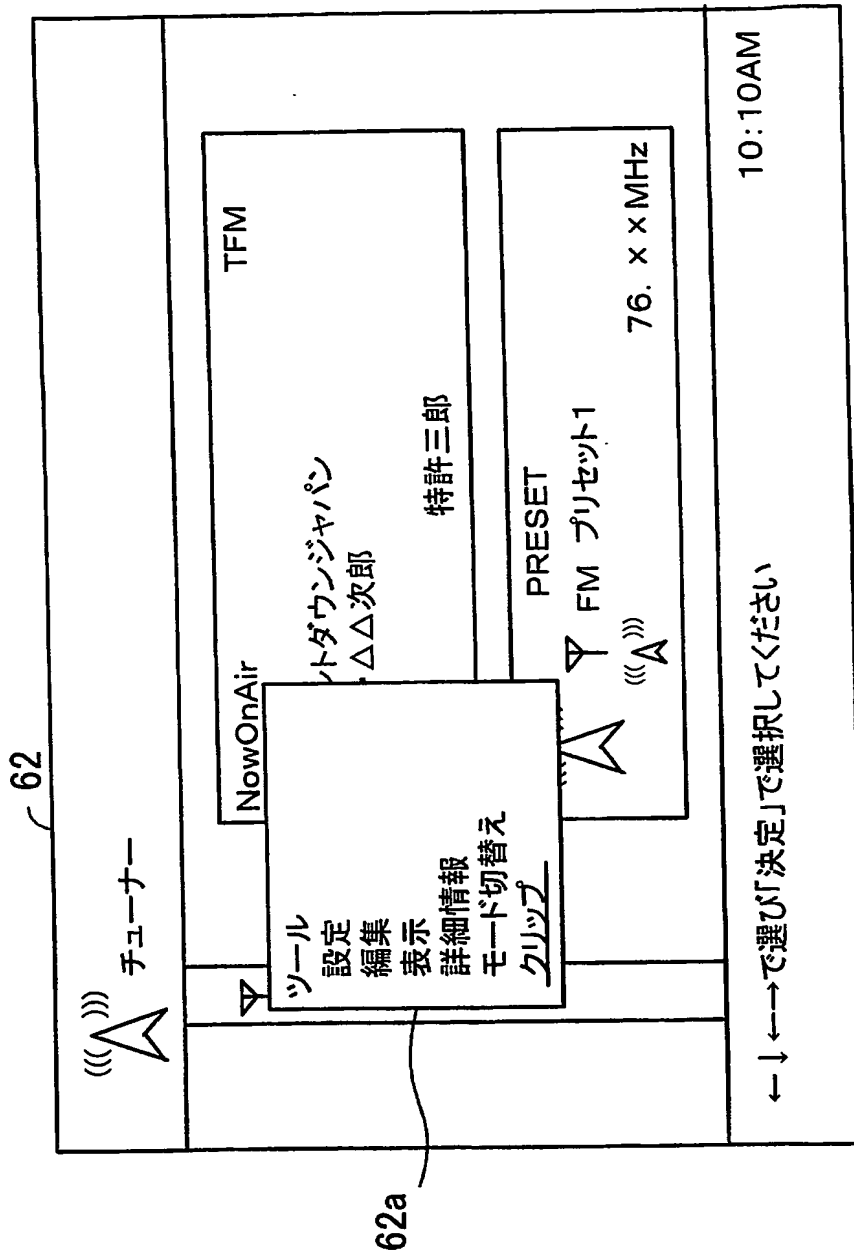 62
チューナー
NowOnAir
TFM
ットダウンジャパン
△△次郎
特許三郎
ツール
設定
編集
表示
詳細情報
モード切替え
クリップ
PRESET
FM プリセット1
76. ××MHz
←↓←→で選び「決定」で選択してください
10:10AM
62a